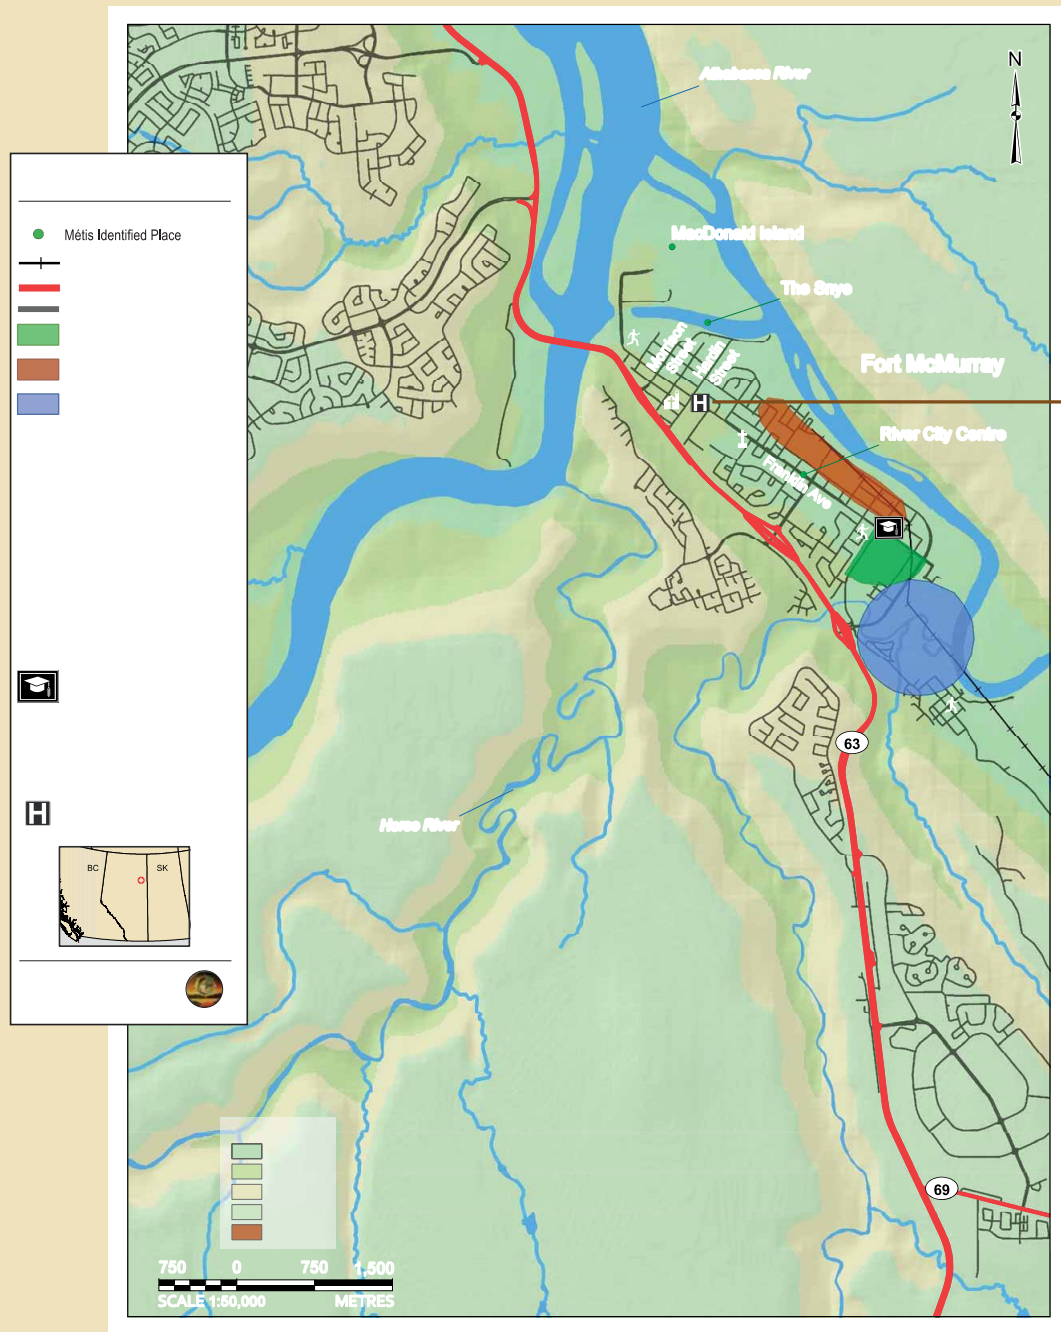 N
Athabasca River
MacDonald Island
The Snye
Morrison
Street
Hardin
Street
Fort McMurray
H
River City Centre
Franklin Ave
Métis Identified Place
H
BC
SK
63
Horse River
69
750 0 750 1,500
SCALE 1:50,000 METRES